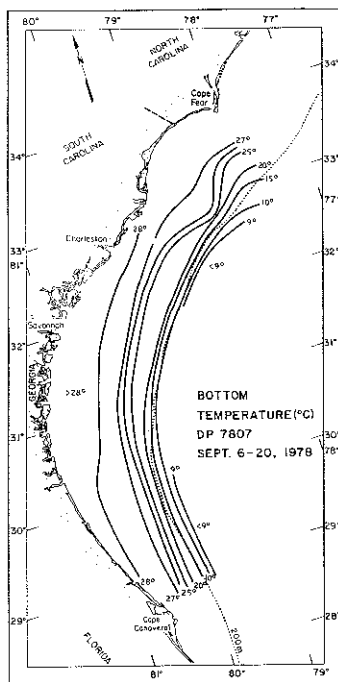 80°
79°
78°
77°
NORTH
CAROLINA
34°
Cape
Fear
SOUTH
CAROLINA
27°
25°
20°
15°
10°
9°
34°
33°
77°
Charleston
28°
33°
81°
<9°
32°
Savannah
32°
31°
GEORGIA
>28°
BOTTOM
TEMPERATURE(°C)
DP 7807
SEPT. 6-20, 1978
31°
30°
78°
9°
<9°
30°
29°
28°
27°
25°
20°
10°
29°
28°
Cape
Canaveral
200m
FLORIDA
81°
80°
79°